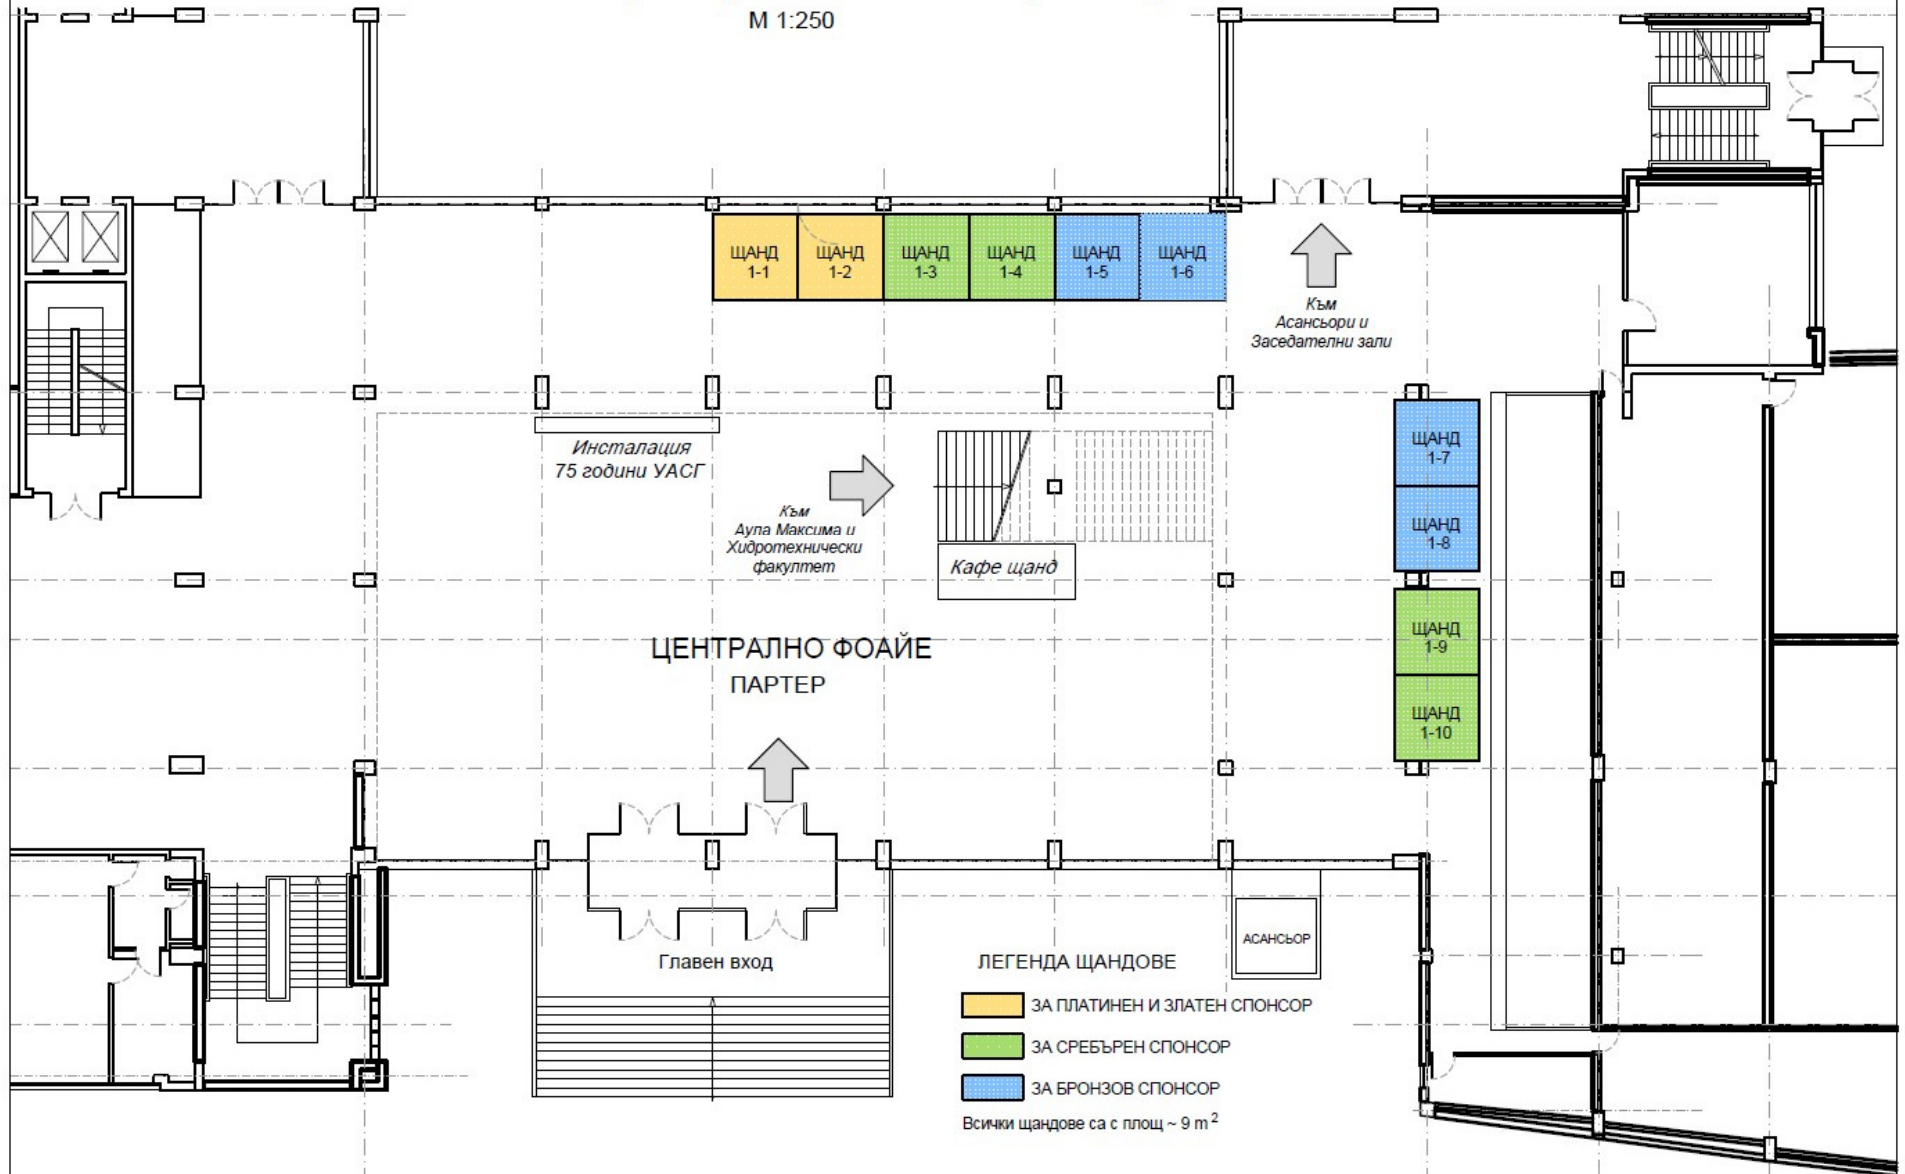 М 1:250
ЩАНД
1-1
ЩАНД
1-2
ЩАНД
1-3
ЩАНД
1-4
ЩАНД
1-5
ЩАНД
1-6
Към
Асансьори и
Заседателни зали
Инсталация
75 години УАСГ
Към
Аула Максима и
Хидротехнически
факултет
Кафе щанд
ЩАНД
1-7
ЩАНД
1-8
ЩАНД
1-9
ЩАНД
1-10
ЦЕНТРАЛНО ФОАЙЕ
ПАРТЕР
Главен вход
АСАНСЬОР
ЛЕГЕНДА ЩАНДОВЕ
ЗА ПЛАТИНЕН И ЗЛАТЕН СПОНСОР
ЗА СРЕБЪРЕН СПОНСОР
ЗА БРОНЗОВ СПОНСОР
Всички щандове са с площ ~ 9 m²